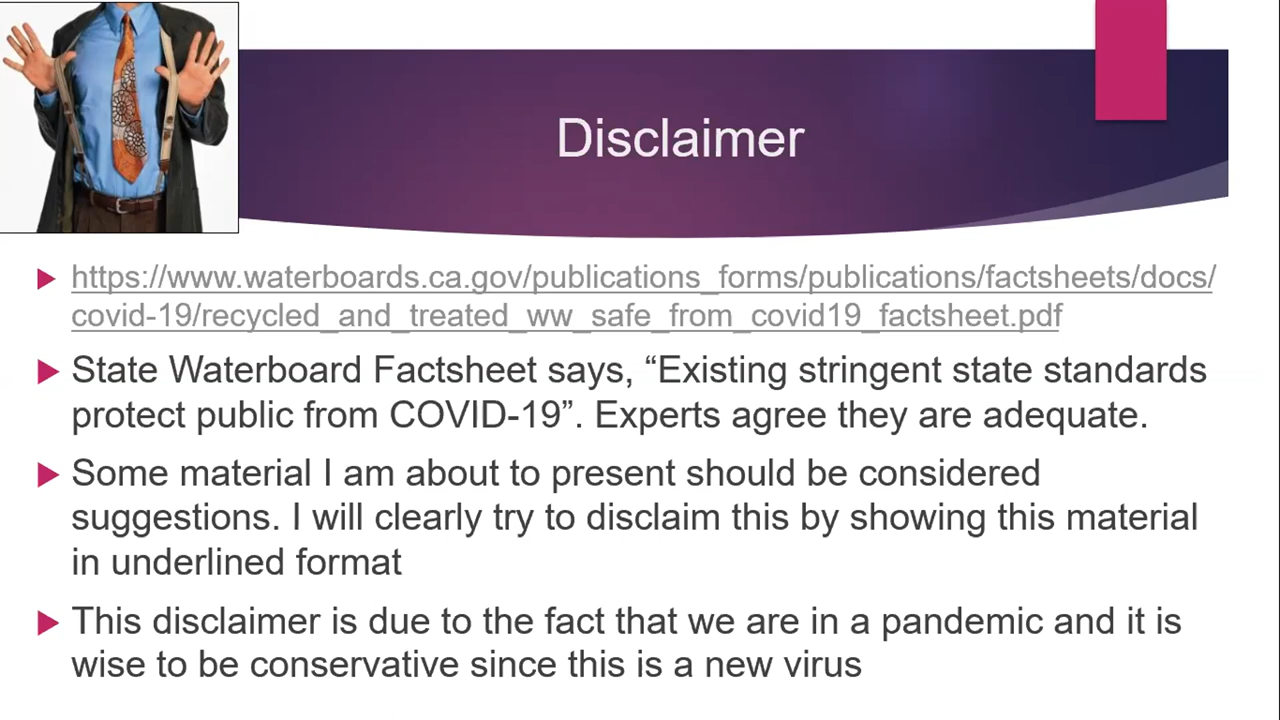 Disclaimer
https://www.waterboards.ca.gov/publications_forms/publications/factsheets/docs/
covid-19/recycled_and_treated_ww_safe_from_covid19_factsheet.pdf
State Waterboard Factsheet says, “Existing stringent state standards
protect public from COVID-19”. Experts agree they are adequate.
Some material I am about to present should be considered
suggestions. I will clearly try to disclaim this by showing this material
in underlined format
This disclaimer is due to the fact that we are in a pandemic and it is
wise to be conservative since this is a new virus